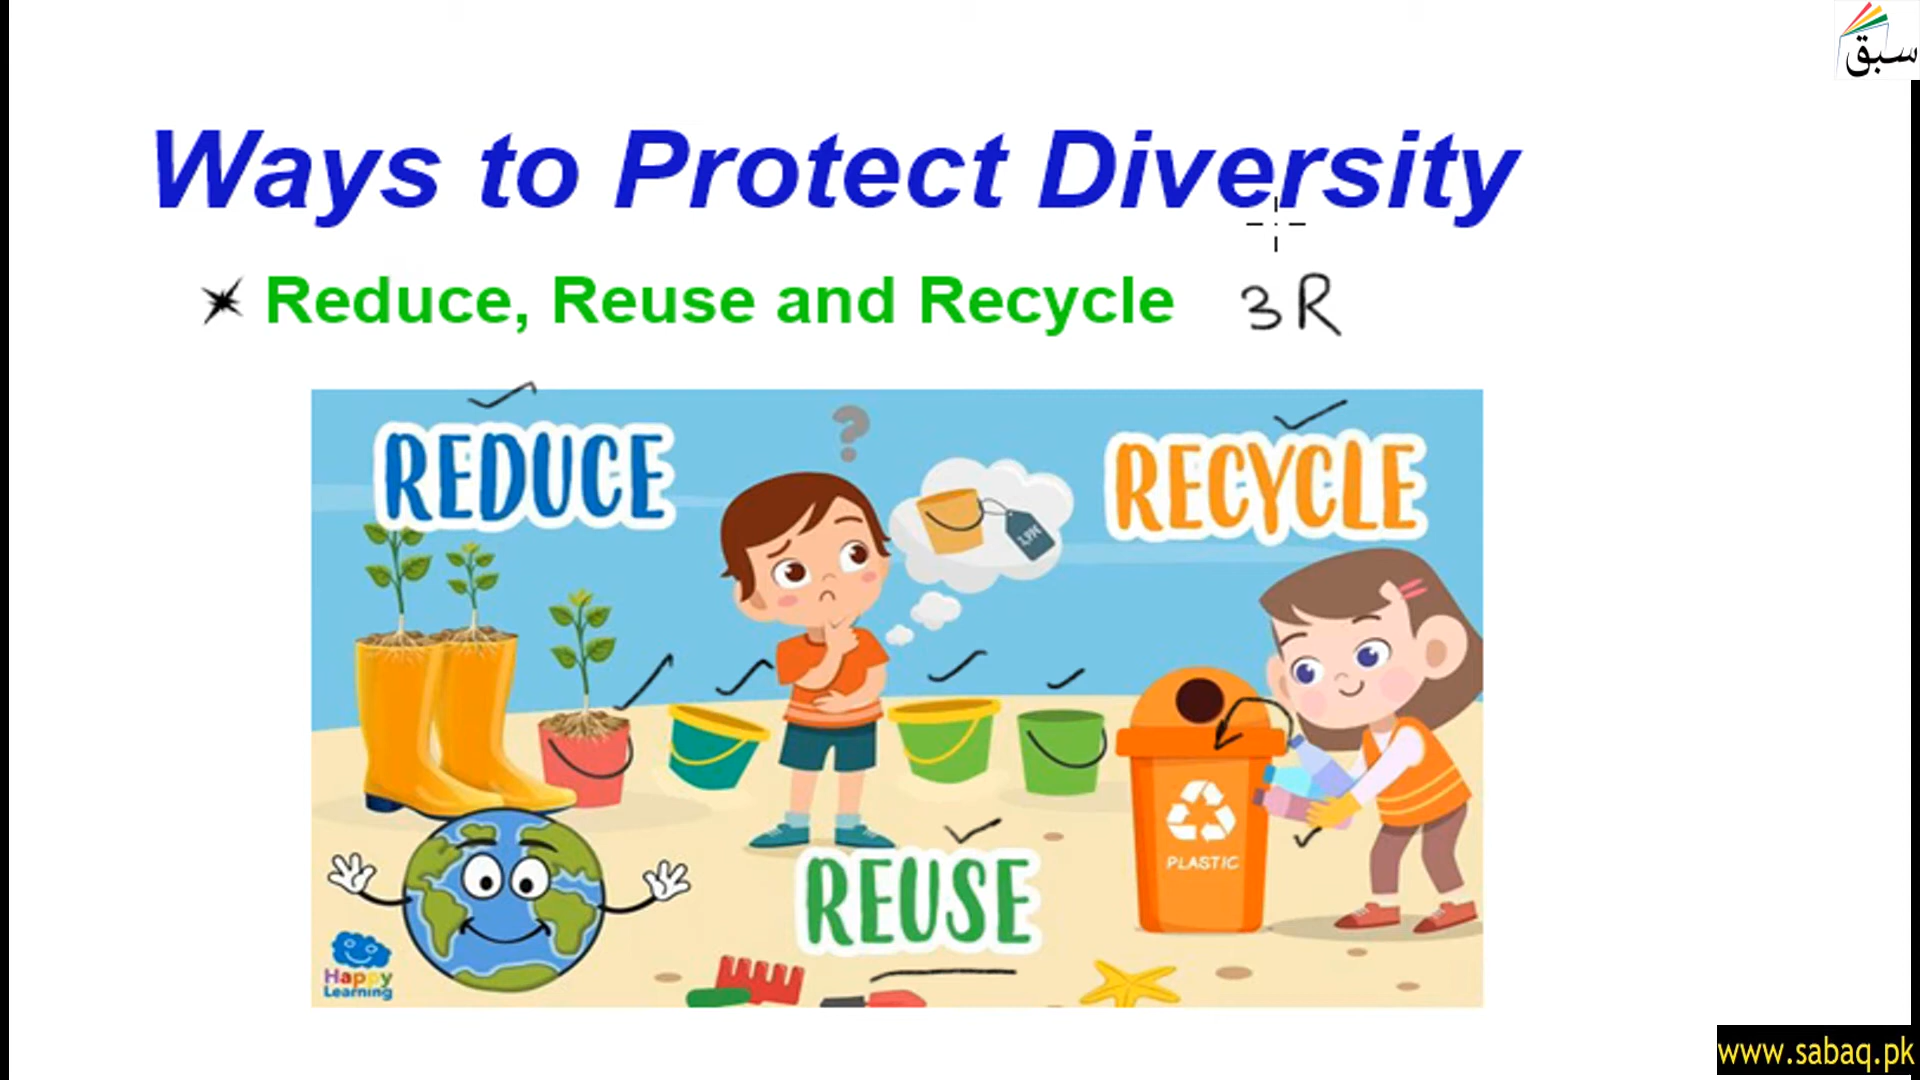 سبق
Ways to Protect Diversity
Reduce, Reuse and Recycle 3R
REDUCE
?
RECYCLE
PLASTIC
REUSE
Happy
Learning
www.sabaq.pk